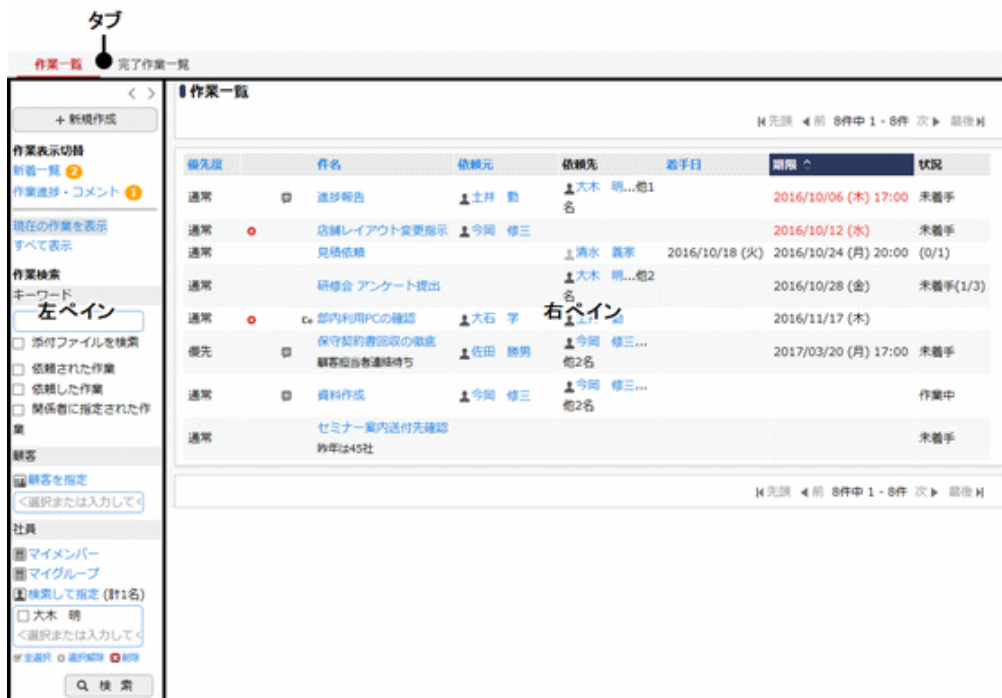 タブ
作業一覧
完了作業一覧
+ 新規作成
作業表示切替
新着一覧 2
作業進捗・コメント 1
現在の作業を表示
すべて表示
作業検索
キーワード
左ペイン
添付ファイルを検索
依頼された作業
依頼した作業
関係者に指定された作
業
顧客
顧客を指定
<選択または入力して<
社員
マイメンバー
マイグループ
検索して指定 (計1名)
大木 明
<選択または入力して<
全選択 選択解除 削除
検 索
作業一覧
先頭 前 8件中 1 - 8件 次 最後
優先度 件名 依頼元 依頼先 着手日 期限 状況
通常 進捗報告 土井 勤 大木 明...他1
名 2016/10/06 (木) 17:00 未着手
通常 店舗レイアウト変更指示 今岡 修三 2016/10/12 (水) 未着手
通常 見積依頼 清水 義家 2016/10/18 (火) 2016/10/24 (月) 20:00 (0/1)
通常 研修会 アンケート提出 大木 明...他2
名 2016/10/28 (金) 未着手(1/3)
右ペイン
通常 Co 部内利用PCの確認 大石 学 2016/11/17 (木)
優先 保守契約書回収の徹底 佐田 勝男 今岡 修三...
顧客担当者連絡待ち 他2名 2017/03/20 (月) 17:00 未着手
通常 資料作成 今岡 修三 今岡 修三...
他2名 作業中
通常 セミナー案内送付先確認
昨年は45社 未着手
先頭 前 8件中 1 - 8件 次 最後